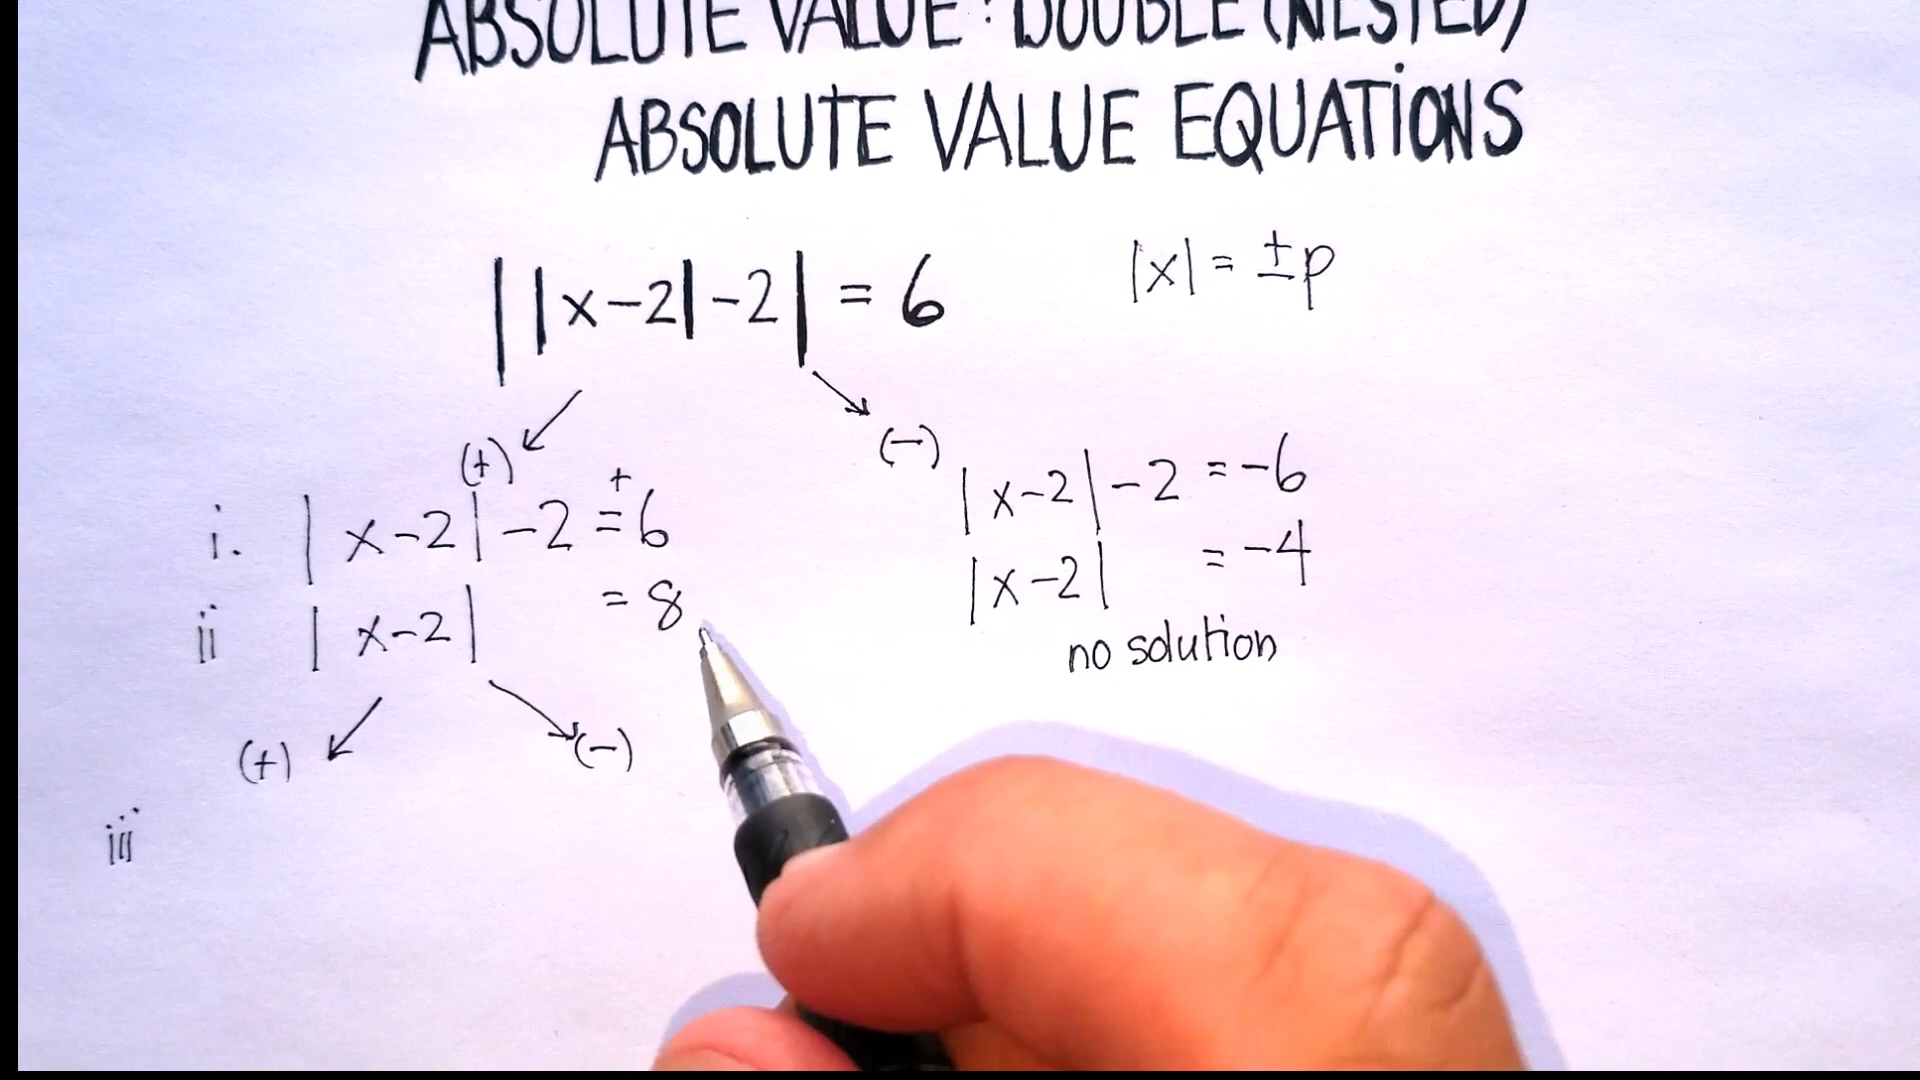 ABSOLUTE VALUE: DOUBLE (NESTED)
ABSOLUTE VALUE EQUATIONS
||x-2|-2| = 6
|x| = ±p
(+)
(-)
i. |x-2|-2 = +6
ii |x-2| = 8
|x-2|-2 = -6
|x-2| = -4
no solution
(+)
(-)
iii